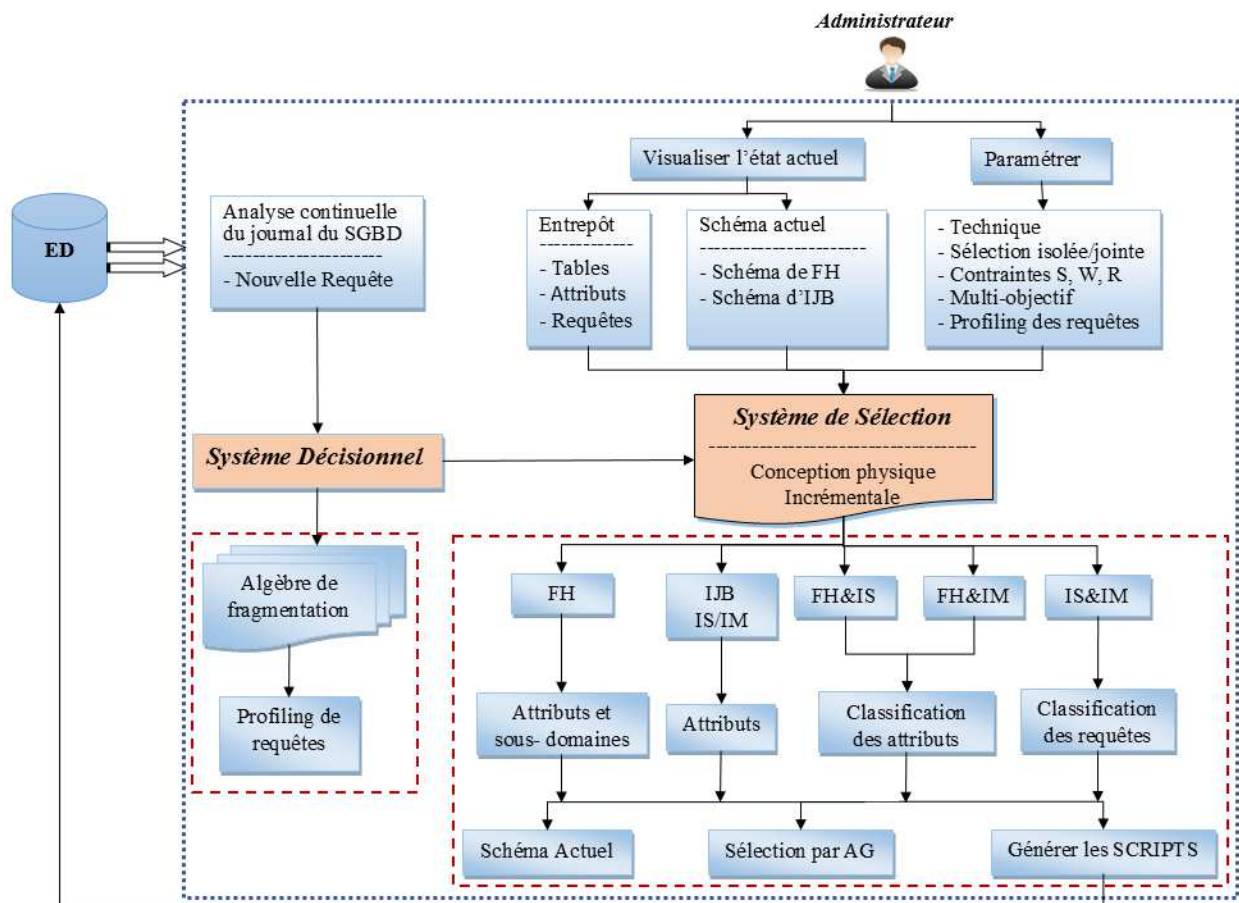 Administrateur
Visualiser l'état actuel
Paramétrer
ED
Analyse continuelle
du journal du SGBD
------------------------
- Nouvelle Requête
Entrepôt
-------------
- Tables
- Attributs
- Requêtes
Schéma actuel
----------------------
- Schéma de FH
- Schéma d'IJB
- Technique
- Sélection isolée/jointe
- Contraintes S, W, R
- Multi-objectif
- Profiling des requêtes
Système Décisionnel
Système de Sélection
-----------------------------------
Conception physique
Incrémentale
Algèbre de
fragmentation
Profiling de
requêtes
FH
IJB
IS/IM
FH&IS
FH&IM
IS&IM
Attributs et
sous- domaines
Attributs
Classification
des attributs
Classification
des requêtes
Schéma Actuel
Sélection par AG
Générer les SCRIPTS